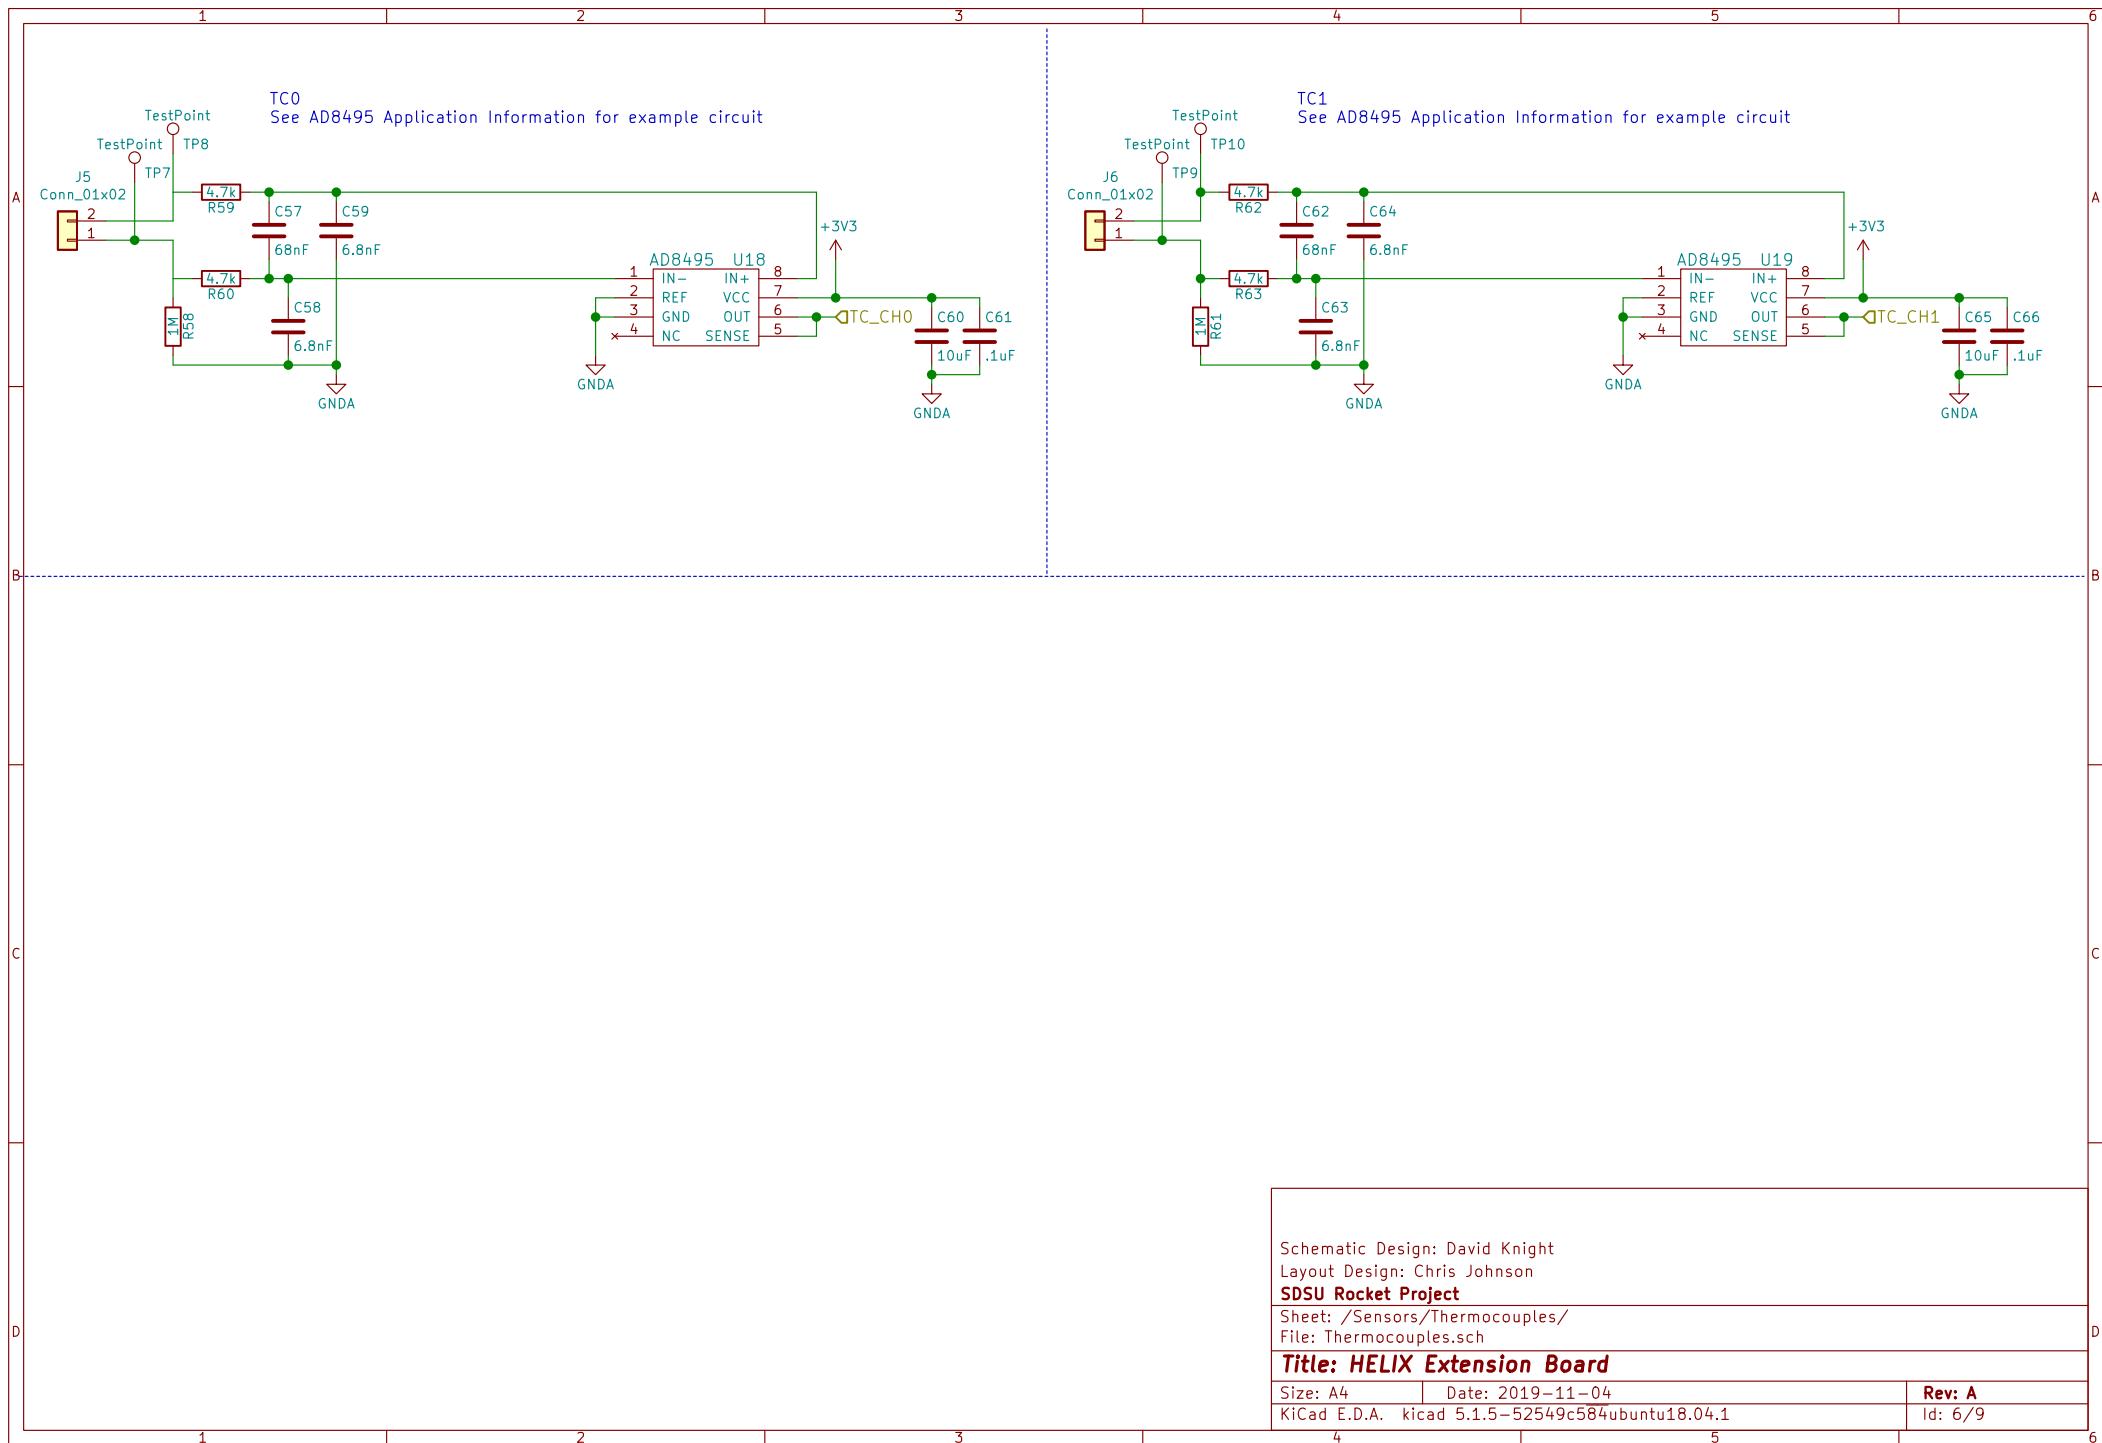 1 2 3 4 5 6
A
B
C
D
TC0
See AD8495 Application Information for example circuit
TestPoint
TP8
TestPoint
TP7
J5
Conn_01x02
2
1
4.7k
R59
C57
68nF
C59
6.8nF
4.7k
R60
1M
R58
C58
6.8nF
GNDA
AD8495 U18
1 IN- IN+ 8
2 REF VCC 7
3 GND OUT 6
4 NC SENSE 5
GNDA
+3V3
TC_CH0
C60
10uF
C61
.1uF
GNDA
TC1
See AD8495 Application Information for example circuit
TestPoint
TP10
TestPoint
TP9
J6
Conn_01x02
2
1
4.7k
R62
C62
68nF
C64
6.8nF
4.7k
R63
1M
R61
C63
6.8nF
GNDA
AD8495 U19
1 IN- IN+ 8
2 REF VCC 7
3 GND OUT 6
4 NC SENSE 5
GNDA
+3V3
TC_CH1
C65
10uF
C66
.1uF
GNDA
A
B
C
D
Schematic Design: David Knight
Layout Design: Chris Johnson
SDSU Rocket Project
Sheet: /Sensors/Thermocouples/
File: Thermocouples.sch
Title: HELIX Extension Board
Size: A4 Date: 2019-11-04 Rev: A
KiCad E.D.A. kicad 5.1.5-52549c584ubuntu18.04.1 Id: 6/9
1 2 3 4 5 6